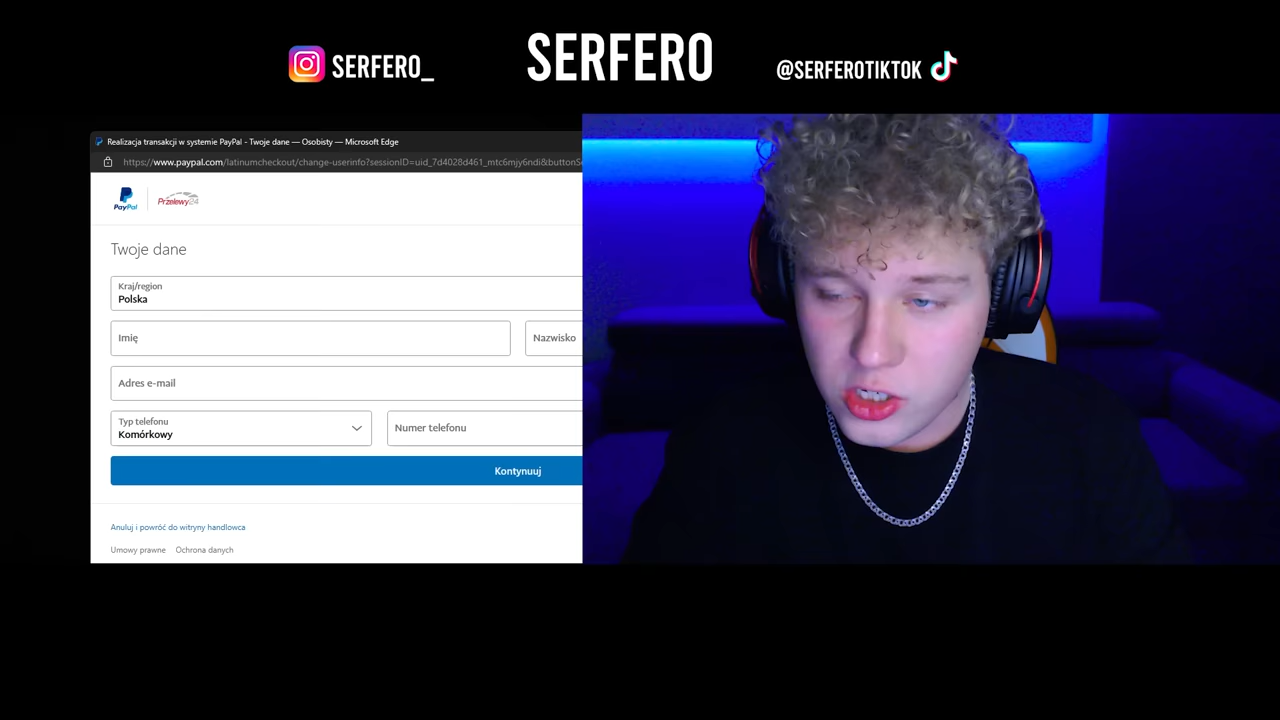 SERFERO_
SERFERO
@SERFEROTIKTOK
Realizacja transakcji w systemie PayPal - Twoje dane — Osobisty — Microsoft Edge
https://www.paypal.com/latinumcheckout/change-userinfo?sessionID=uid_7d4028d461_mtc6mjy6ndi&buttonS
PayPal
Przelewy24
Twoje dane
Kraj/region
Polska
Imię
Nazwisko
Adres e-mail
Typ telefonu
Komórkowy
Numer telefonu
Kontynuuj
Anuluj i powróć do witryny handlowca
Umowy prawne Ochrona danych